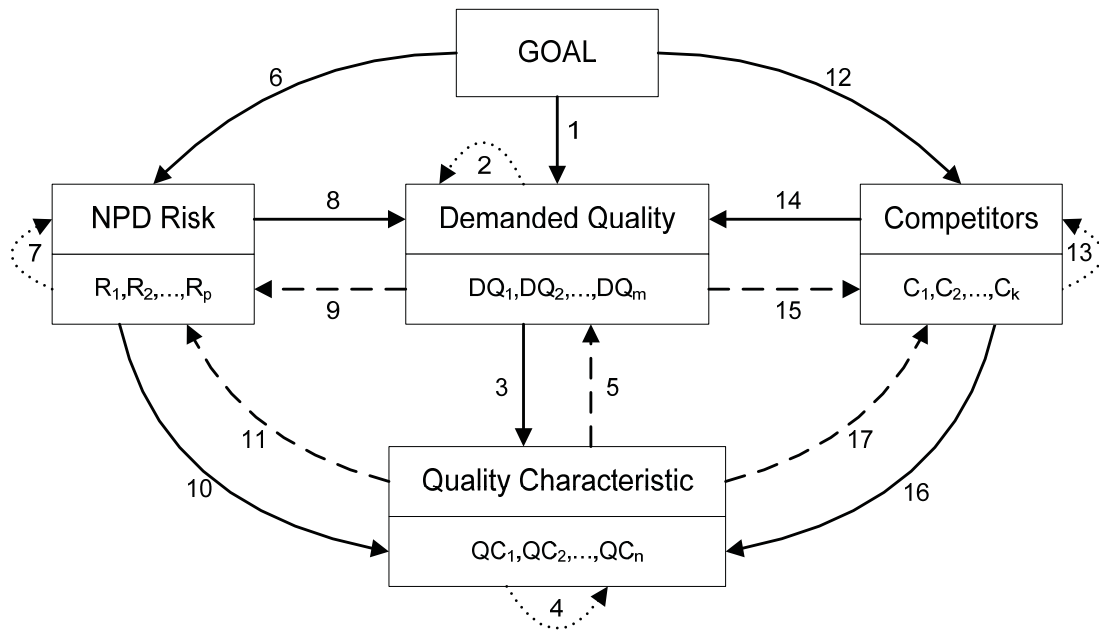 GOAL
6
12
1
2
NPD Risk
8
Demanded Quality
14
Competitors
7
13
R₁,R₂,...,Rₚ
9
DQ₁,DQ₂,...,DQₘ
15
C₁,C₂,...,Cₖ
3
5
11
17
10
Quality Characteristic
16
QC₁,QC₂,...,QCₙ
4